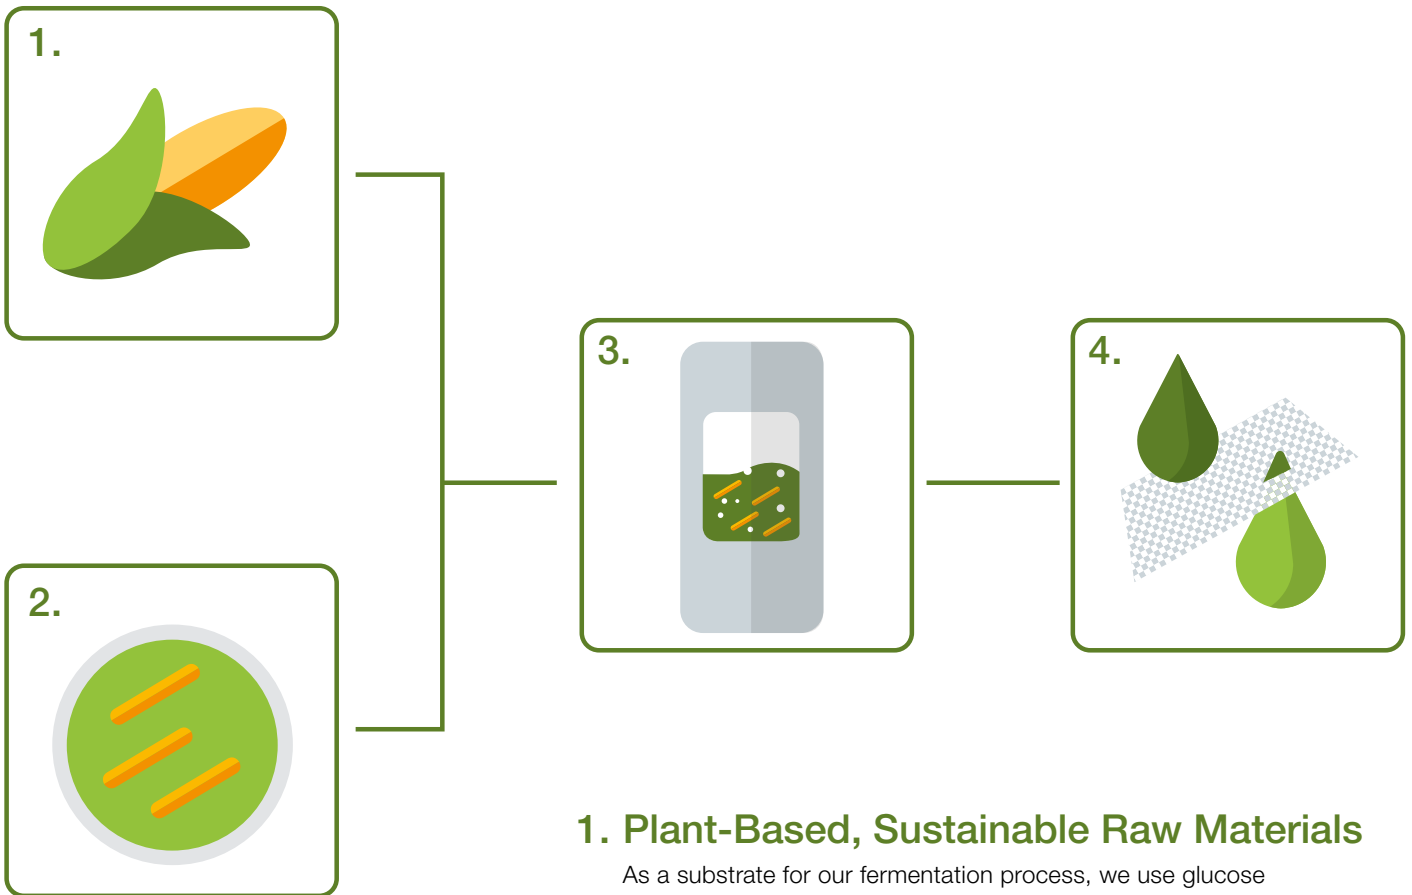 1.
2.
3.
4.
1. Plant-Based, Sustainable Raw Materials
As a substrate for our fermentation process, we use glucose